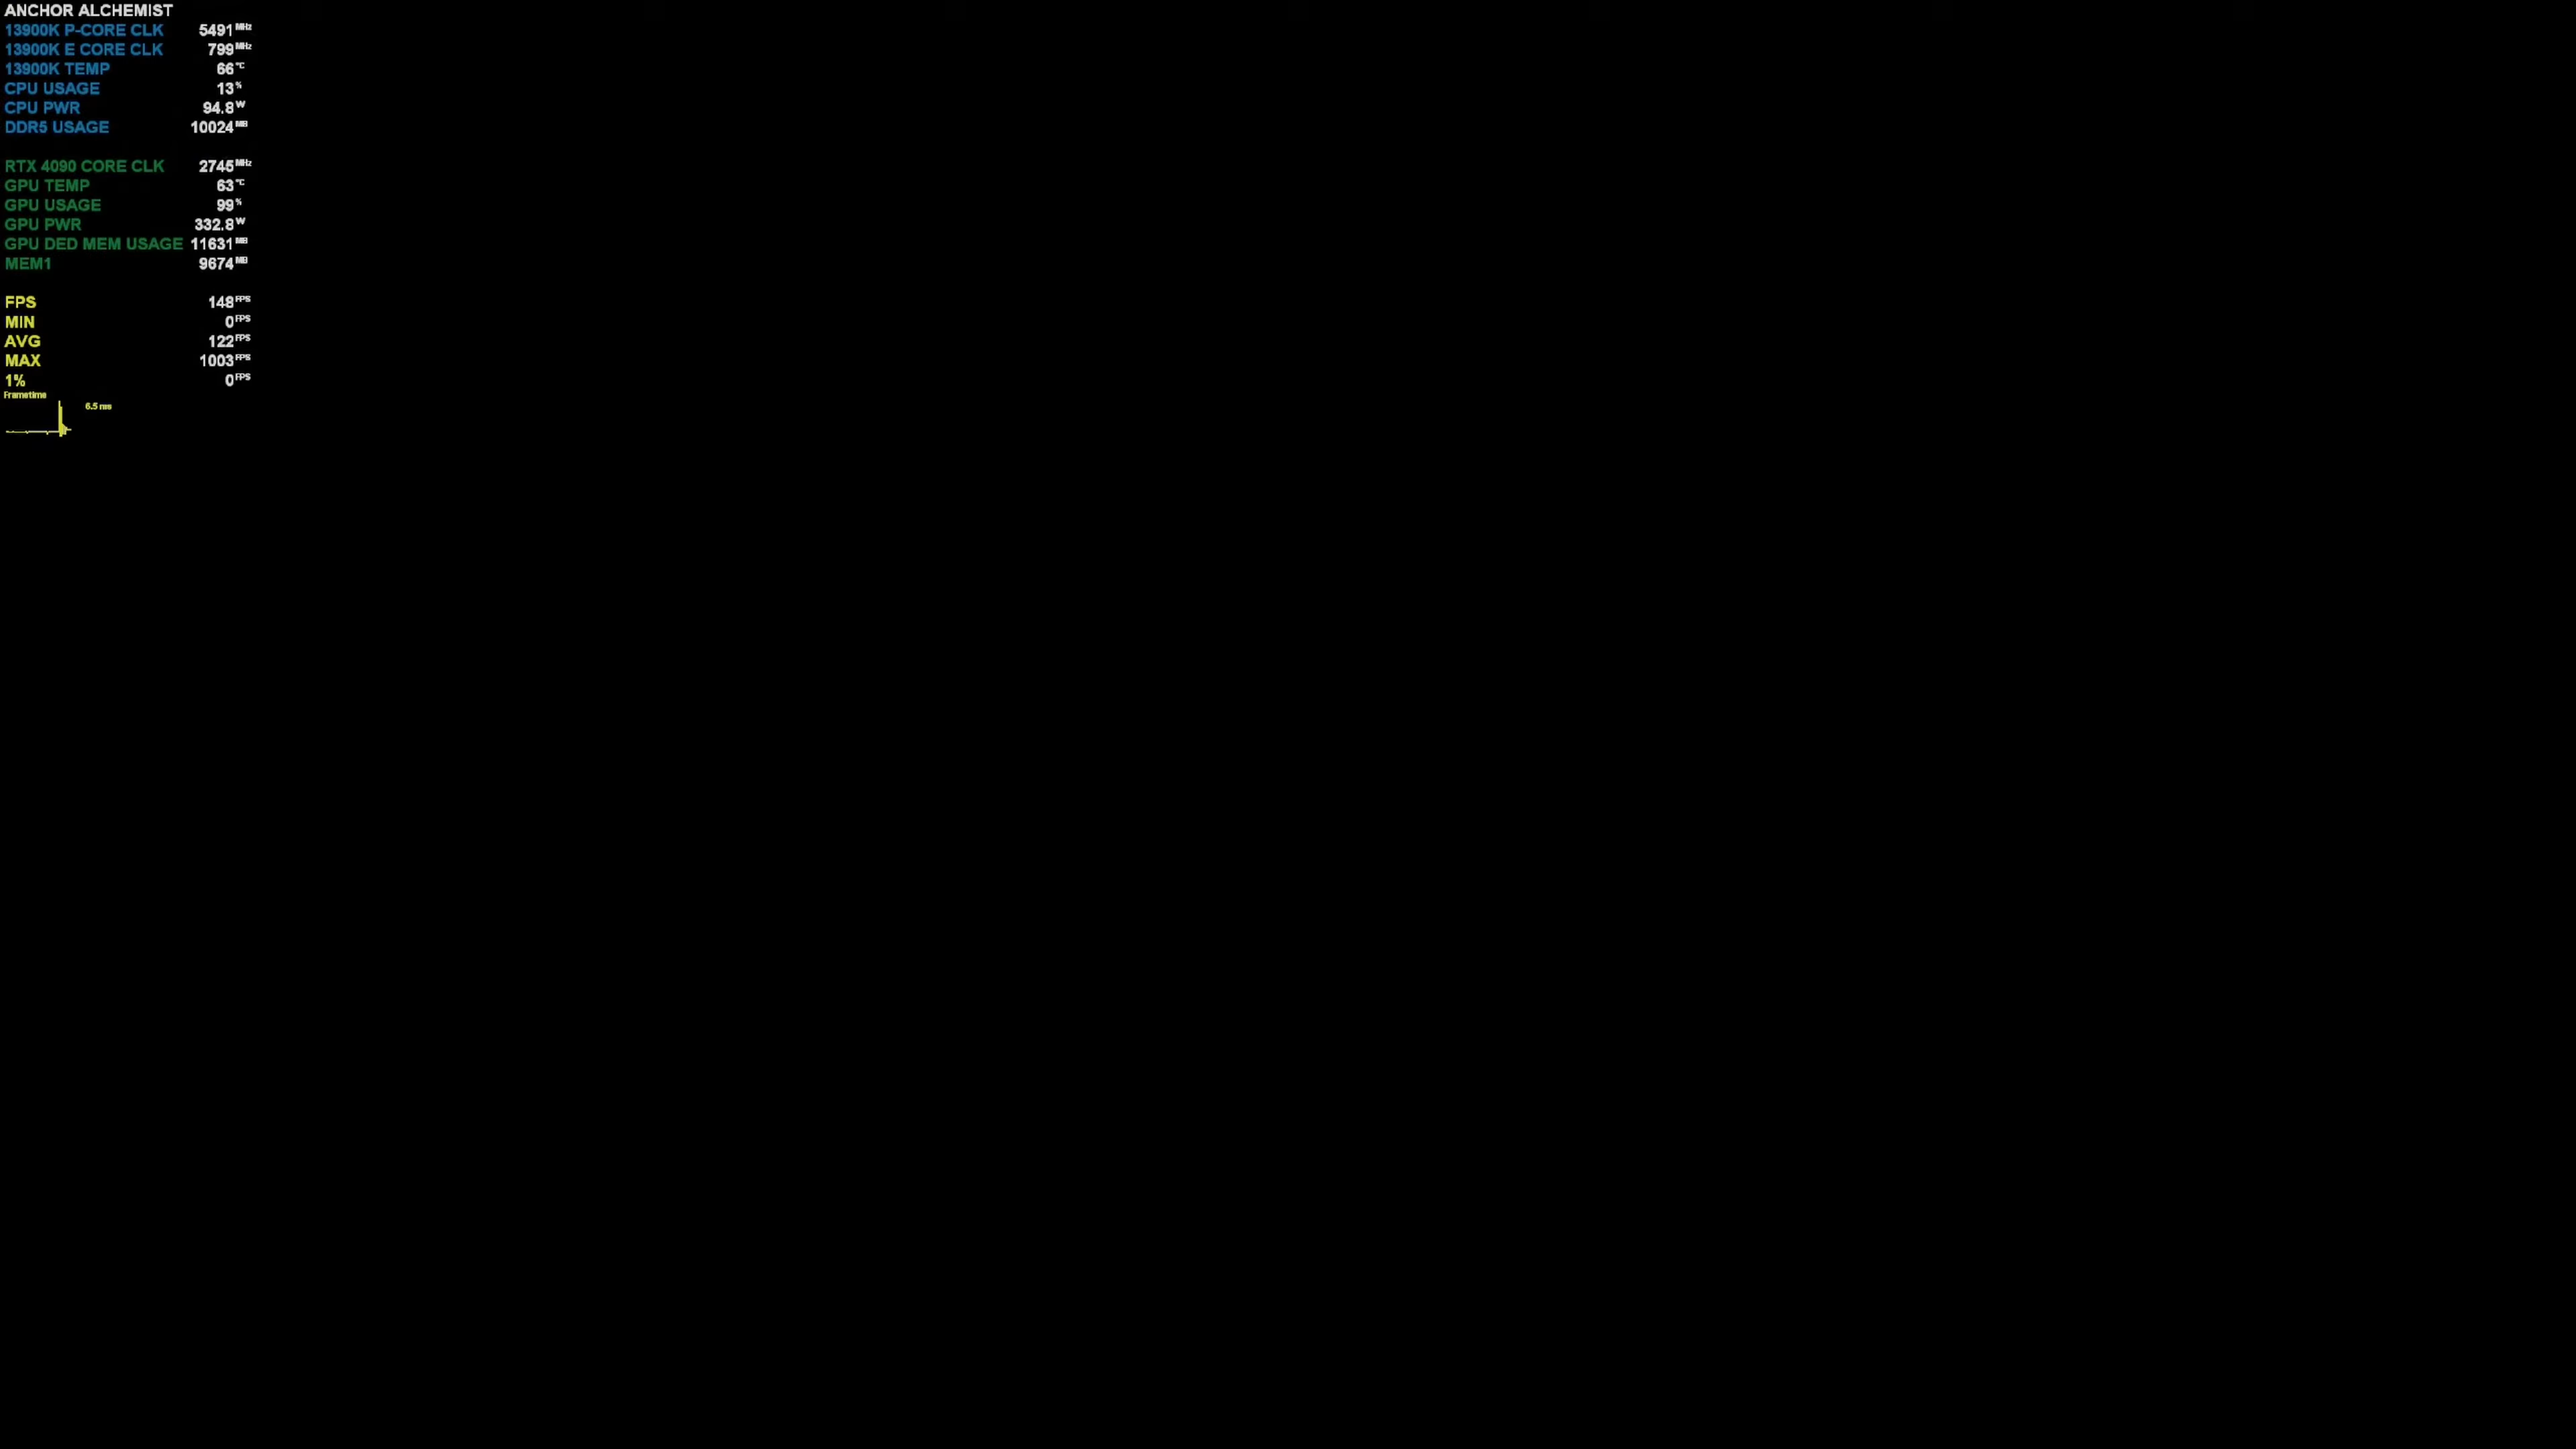 ANCHOR ALCHEMIST
13900K P-CORE CLK 5491 MHz
13900K E CORE CLK 799 MHz
13900K TEMP 66 °C
CPU USAGE 13 %
CPU PWR 94.8 W
DDR5 USAGE 10024 MB
RTX 4090 CORE CLK 2745 MHz
GPU TEMP 63 °C
GPU USAGE 99 %
GPU PWR 332.8 W
GPU DED MEM USAGE 11631 MB
MEM1 9674 MB
FPS 148 FPS
MIN 0 FPS
AVG 122 FPS
MAX 1003 FPS
1% 0 FPS
Frametime
6.5 ms